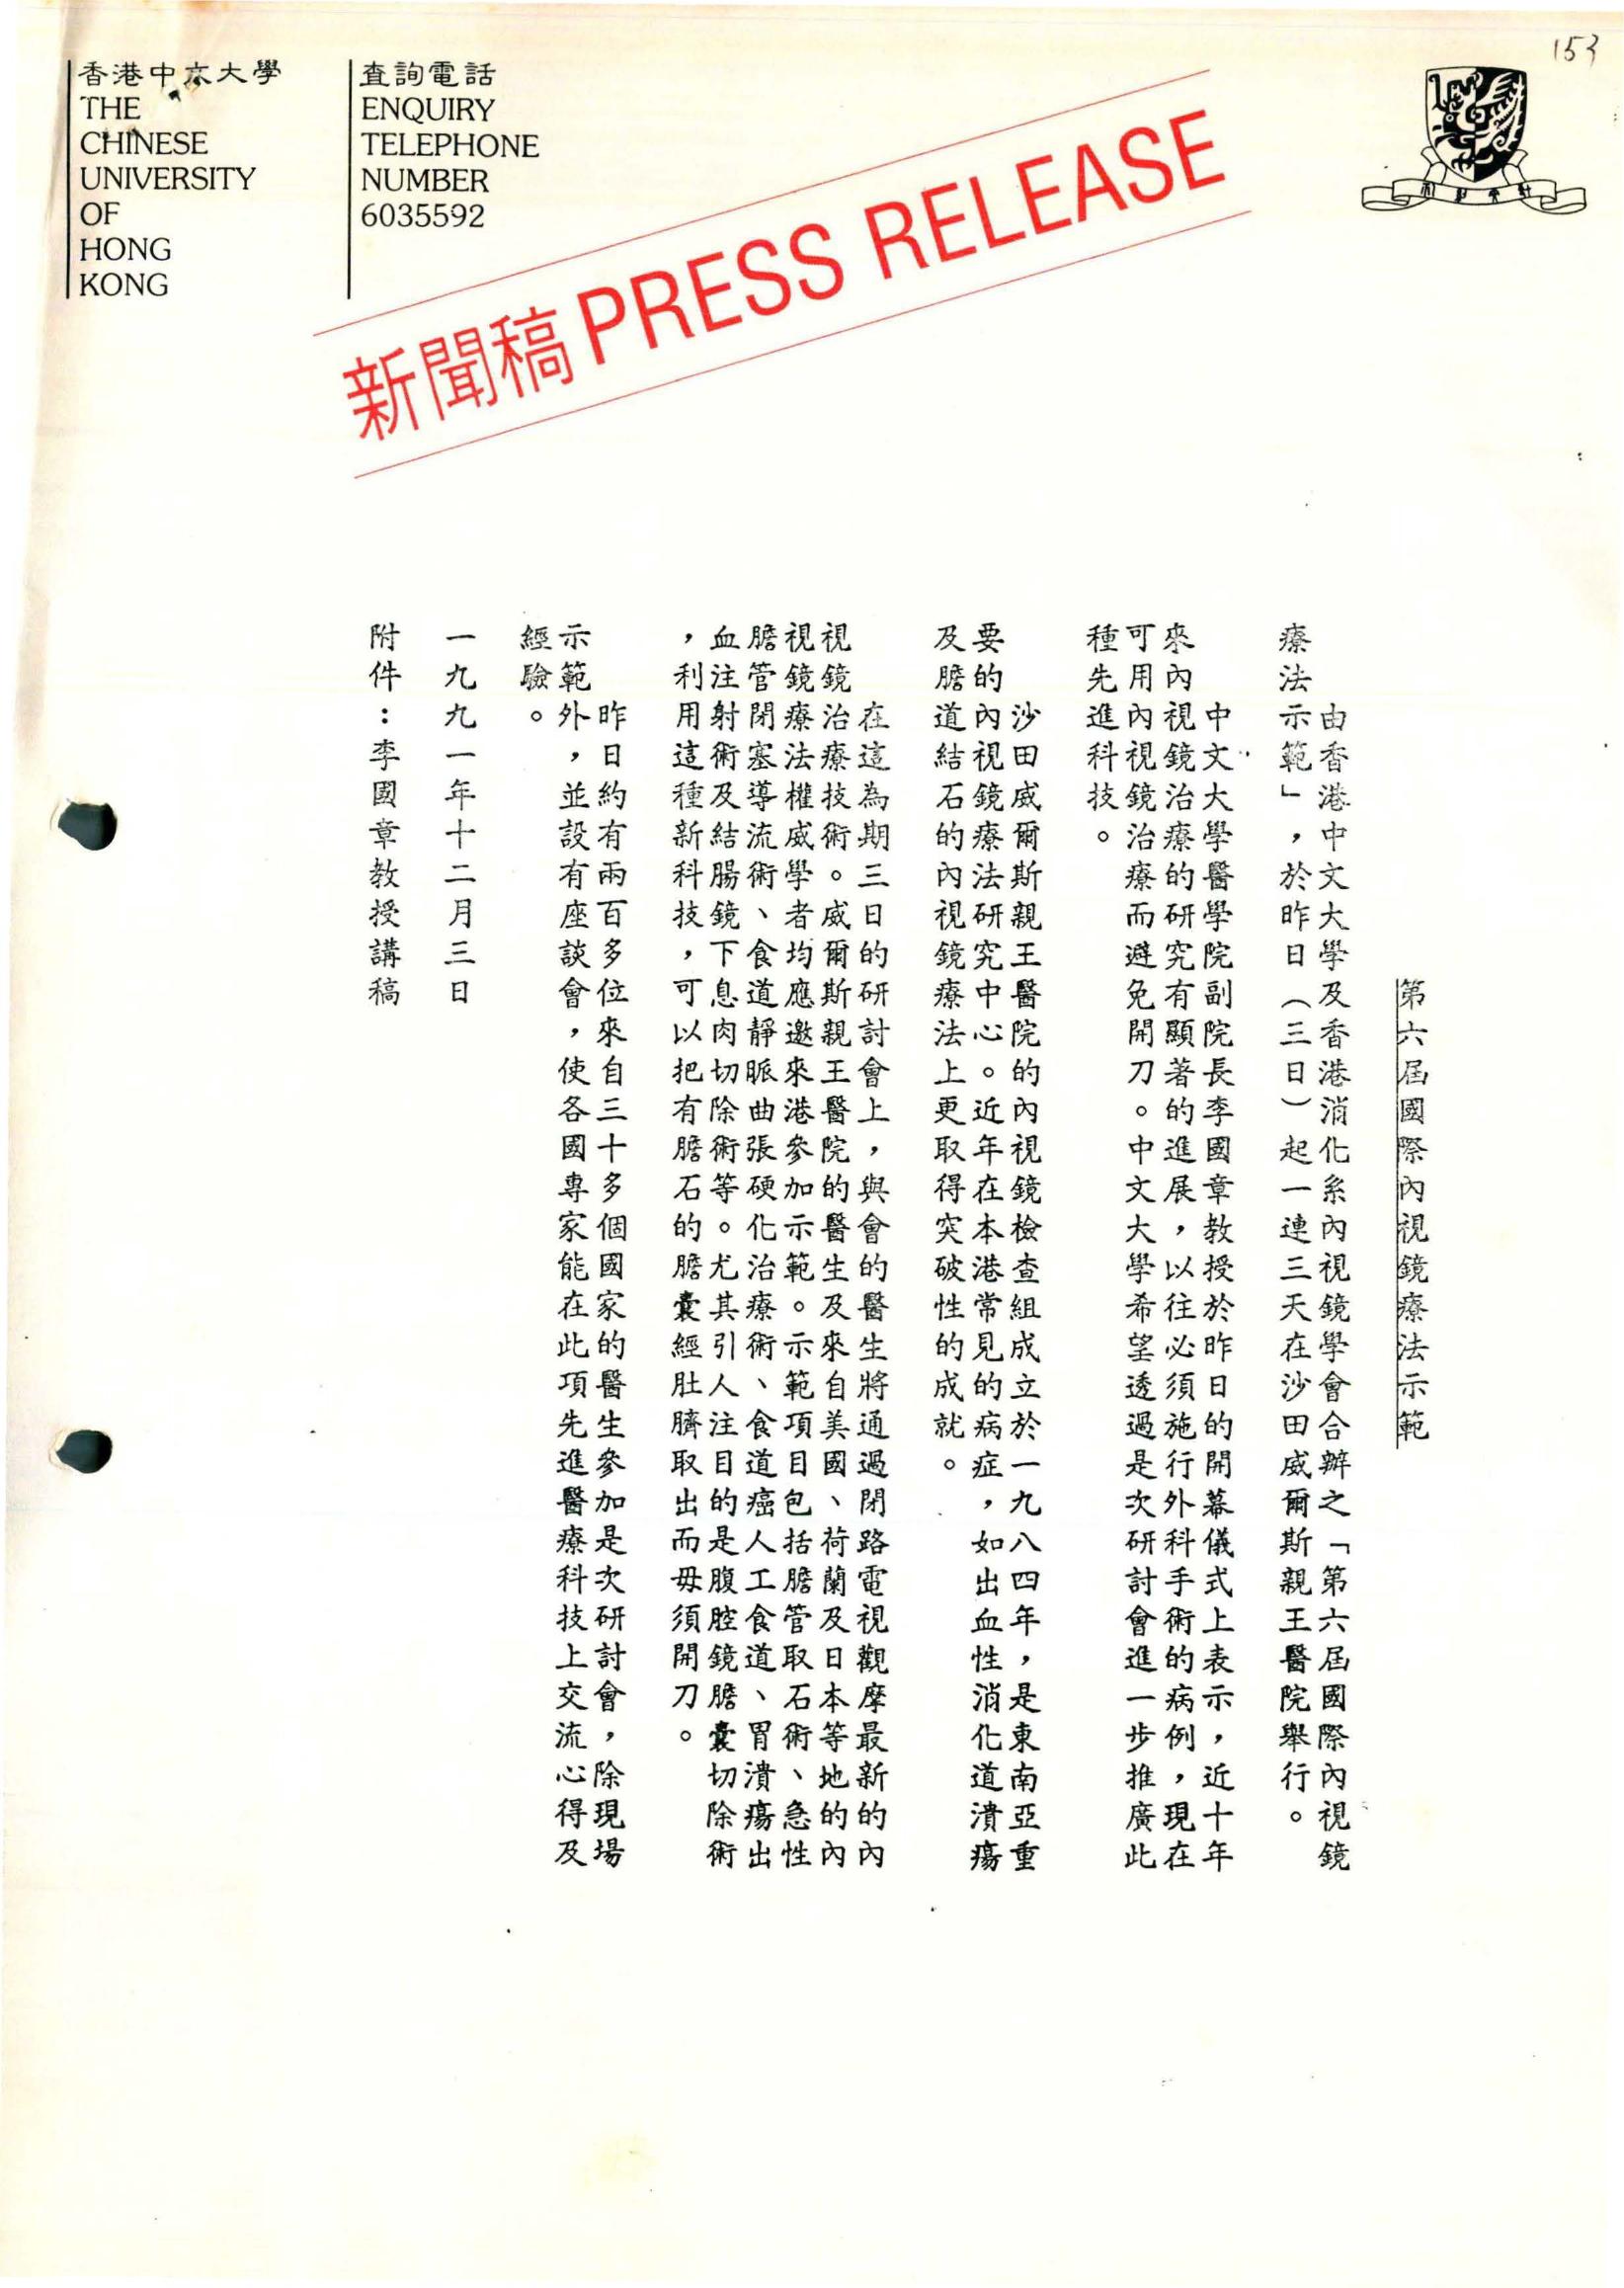 153
香港中文大學
THE
CHINESE
UNIVERSITY
OF
HONG
KONG
查詢電話
ENQUIRY
TELEPHONE
NUMBER
6035592
新聞稿 PRESS RELEASE
第六屆國際內視鏡療法示範
由香港中文大學及香港消化系內視鏡學會合辦之「第六屆國際內視鏡
療法示範」，於昨日（三日）起一連三天在沙田威爾斯親王醫院舉行。
中文大學醫學院副院長李國章教授於昨日的開幕儀式上表示，近十年
來內視鏡治療的研究有顯著的進展，以往必須施行外科手術的病例，現在
可用內視鏡治療而避免開刀。中文大學希望透過是次研討會進一步推廣此
種先進科技。
沙田威爾斯親王醫院的內視鏡檢查組成立於一九八四年，是東南亞重
要的內視鏡療法研究中心。近年在本港常見的病症，如出血性消化道潰瘍
及膽道結石的內視鏡療法上更取得突破性的成就。
在這為期三日的研討會上，與會的醫生將通過閉路電視觀摩最新的內
視鏡治療技術。威爾斯親王醫院的醫生及來自美國、荷蘭及日本等地的內
視鏡療法權威學者均應邀來港參加示範。示範項目包括膽管取石術、急性
膽管閉塞導流術、食道靜脈曲張硬化治療術、食道癌人工食道、胃潰瘍出
血注射術及結腸鏡下息肉切除術等。尤其引人注目的是腹腔鏡膽囊切除術
，利用這種新科技，可以把有膽石的膽囊經肚臍取出而毋須開刀。
昨日約有兩百多位來自三十多個國家的醫生參加是次研討會，除現場
示範外，並設有座談會，使各國專家能在此項先進醫療科技上交流心得及
經驗。
一九九一年十二月三日
附件：李國章教授講稿